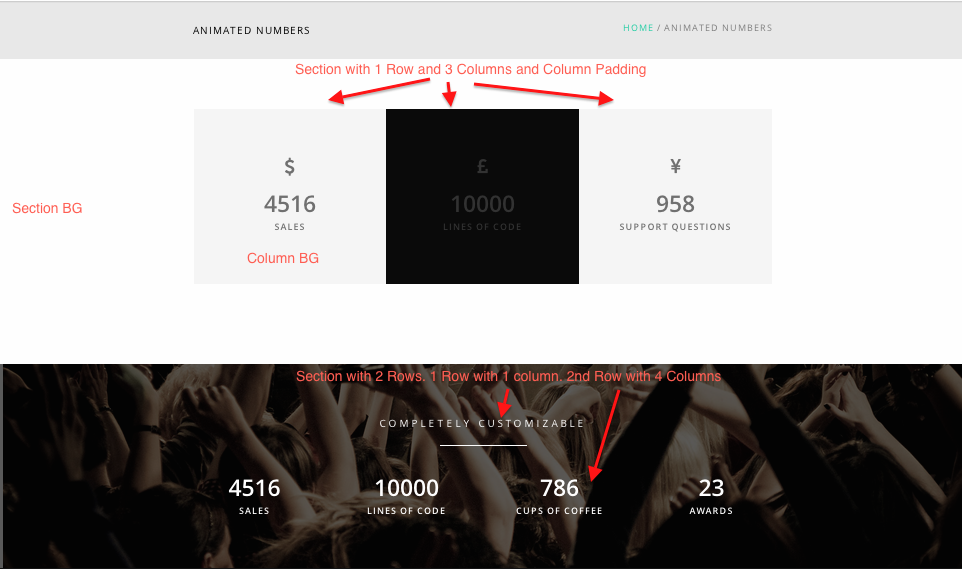 ANIMATED NUMBERS
HOME / ANIMATED NUMBERS
Section with 1 Row and 3 Columns and Column Padding
$
£
¥
4516
10000
958
SALES
LINES OF CODE
SUPPORT QUESTIONS
Section BG
Column BG
Section with 2 Rows. 1 Row with 1 column. 2nd Row with 4 Columns
COMPLETELY CUSTOMIZABLE
4516
10000
786
23
SALES
LINES OF CODE
CUPS OF COFFEE
AWARDS